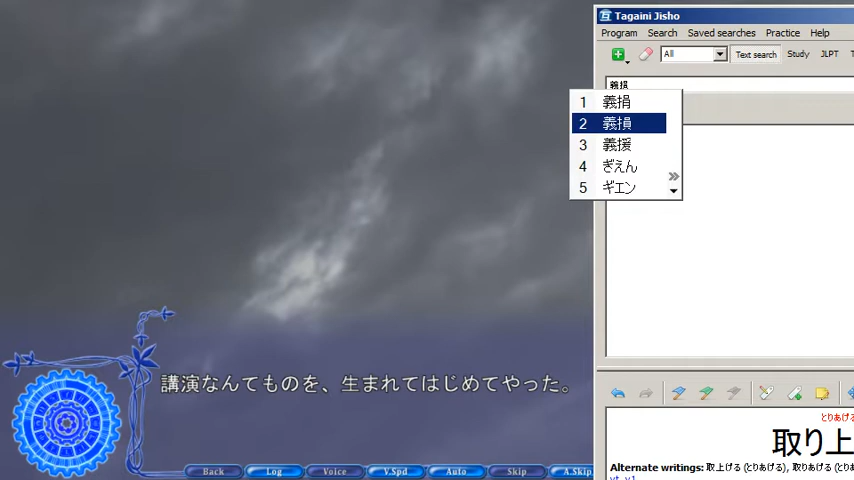 Tagaini Jisho
Program Search Saved searches Practice Help
All Text search Study JLPT
義捐
1 義捐
2 義損
3 義援
4 ぎえん
5 ギエン
講演なんてものを、生まれてはじめてやった。
Back Log Voice V.Spd Auto Skip A.Skip
とりあげる
取り上
Alternate writings: 取上げる (とりあげる), 取りあげる (とりあ
vt, v1